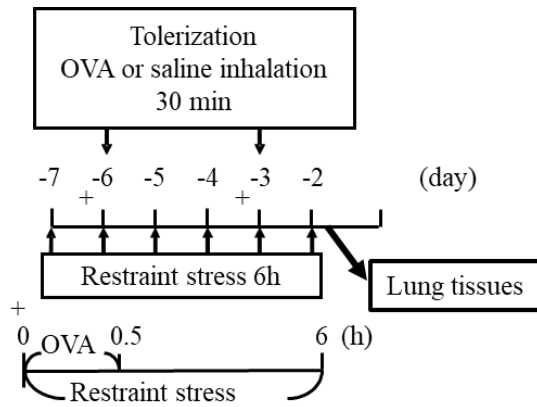 Tolerization
OVA or saline inhalation
30 min
-7 -6 -5 -4 -3 -2 (day)
+ +
Restraint stress 6h
Lung tissues
+
0 0.5 6 (h)
OVA
Restraint stress